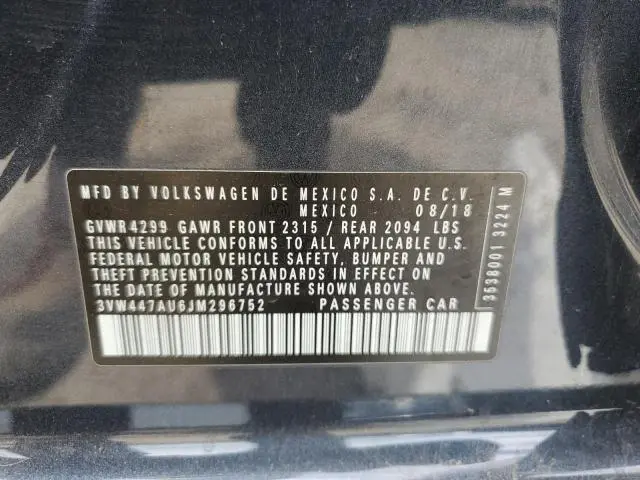 MFD BY VOLKSWAGEN DE MEXICO S.A. DE C.V.
MEXICO 08/18
GVWR4299 GAWR FRONT 2315 / REAR 2094 LBS
THIS VEHICLE CONFORMS TO ALL APPLICABLE U.S.
FEDERAL MOTOR VEHICLE SAFETY, BUMPER AND
THEFT PREVENTION STANDARDS IN EFFECT ON
THE DATE OF MANUFACTURE SHOWN ABOVE.
3VW447AU6JM296752 PASSENGER CAR
3538001 3224 M